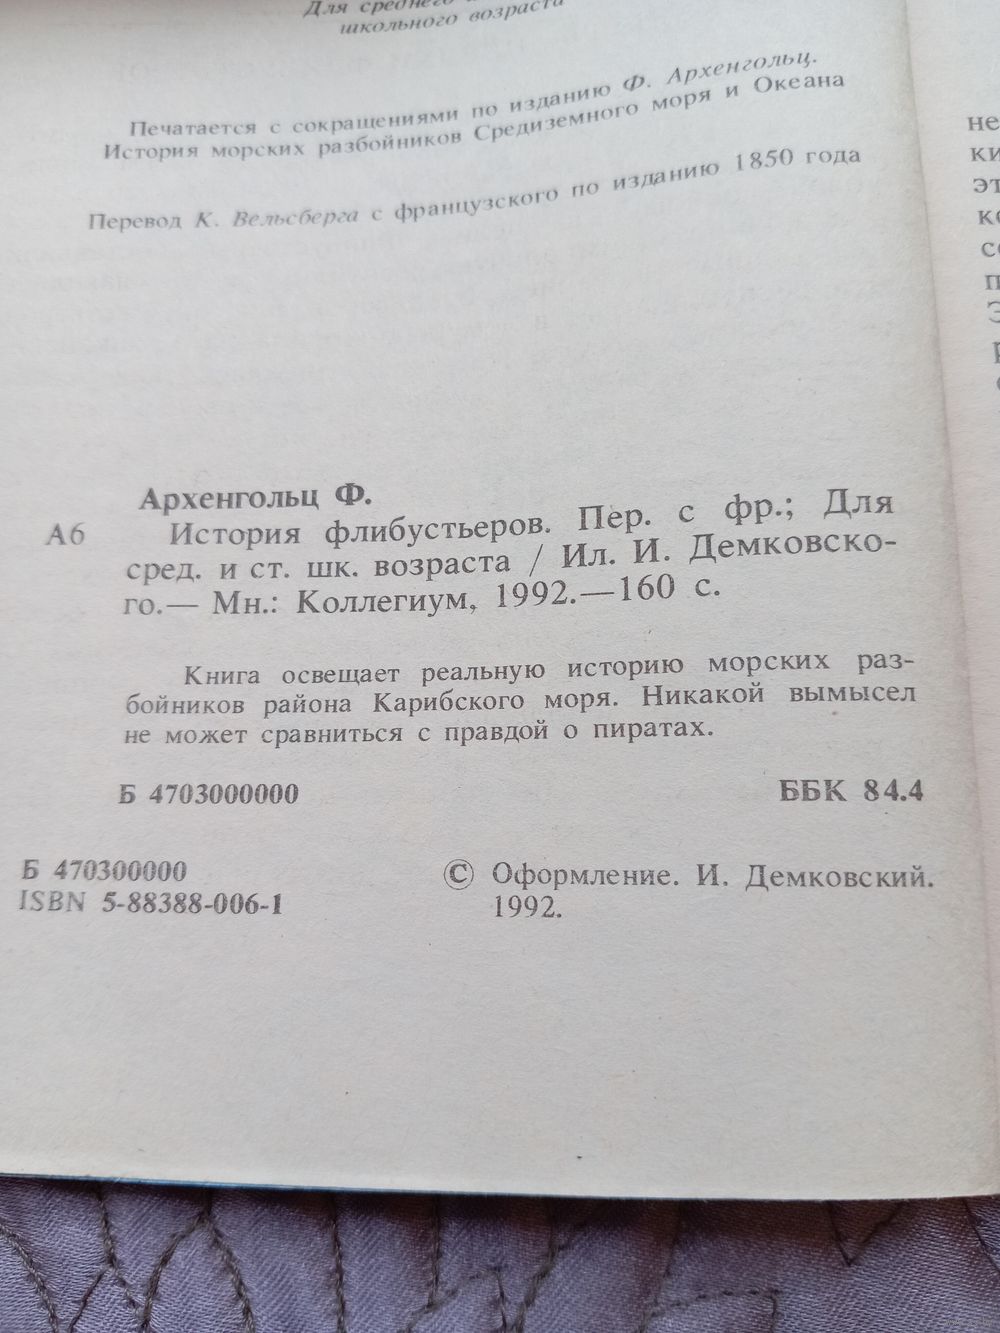 Для среднего
школьного возраста
Печатается с сокращениями по изданию Ф. Архенгольц.
История морских разбойников Средиземного моря и Океана
Перевод К. Вельсберга с французского по изданию 1850 года
Архенгольц Ф.
А6 История флибустьеров. Пер. с фр.; Для
сред. и ст. шк. возраста / Ил. И. Демковско-
го.— Мн.: Коллегиум, 1992.—160 с.
Книга освещает реальную историю морских раз-
бойников района Карибского моря. Никакой вымысел
не может сравниться с правдой о пиратах.
Б 4703000000 ББК 84.4
Б 470300000
ISBN 5-88388-006-1
© Оформление. И. Демковский.
1992.